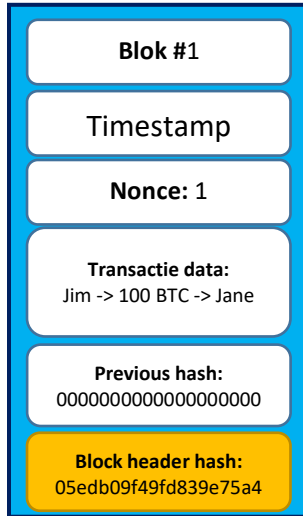 Blok #1
Timestamp
Nonce: 1
Transactie data:
Jim -> 100 BTC -> Jane
Previous hash:
0000000000000000000
Block header hash:
05edb09f49fd839e75a4